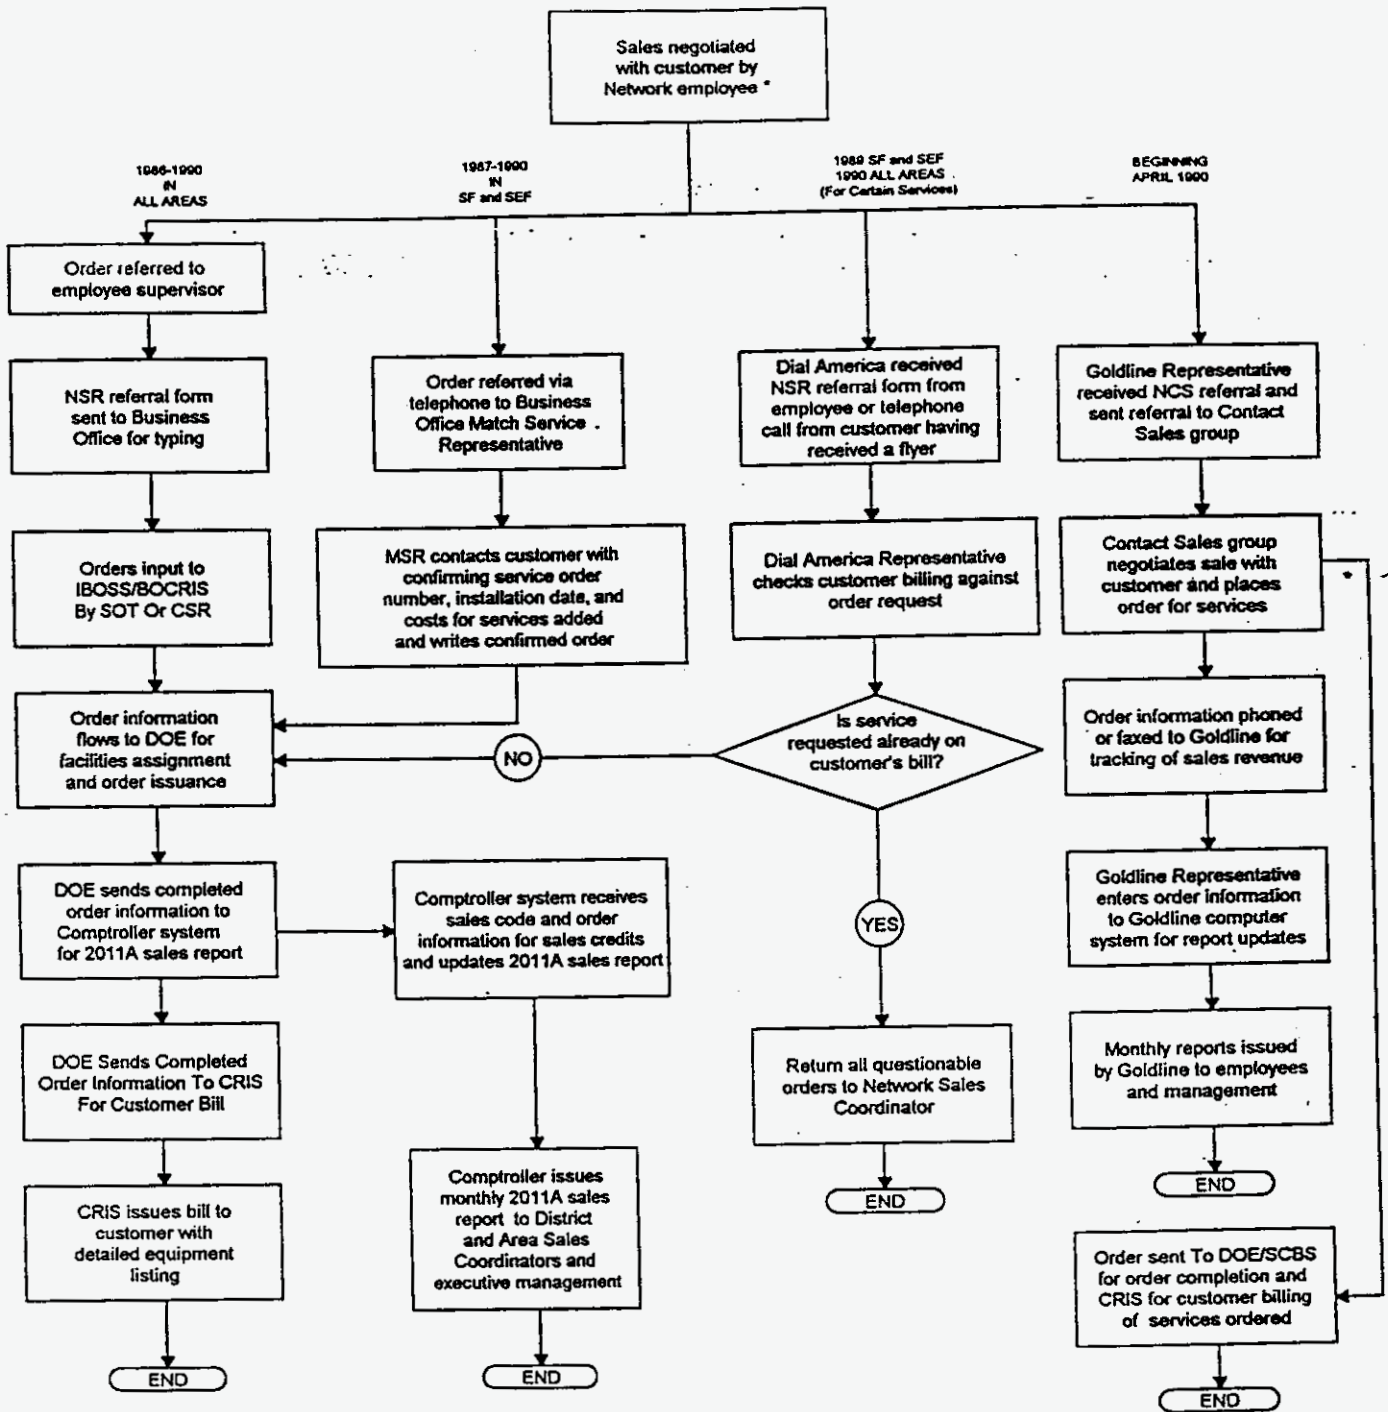 Sales negotiated
with customer by
Network employee *
1986-1990
IN
ALL AREAS
1987-1990
IN
SF and SEF
1989 SF and SEF
1990 ALL AREAS
(For Certain Services)
BEGINNING
APRIL 1990
Order referred to
employee supervisor
NSR referral form
sent to Business
Office for typing
Orders input to
IBOSS/BOCRIS
By SOT Or CSR
Order information
flows to DOE for
facilities assignment
and order issuance
DOE sends completed
order information to
Comptroller system
for 2011A sales report
DOE Sends Completed
Order Information To CRIS
For Customer Bill
CRIS issues bill to
customer with
detailed equipment
listing
END
Order referred via
telephone to Business
Office Match Service
Representative
MSR contacts customer with
confirming service order
number, installation date, and
costs for services added
and writes confirmed order
NO
Comptroller system receives
sales code and order
information for sales credits
and updates 2011A sales report
Comptroller issues
monthly 2011A sales
report to District
and Area Sales
Coordinators and
executive management
END
Dial America received
NSR referral form from
employee or telephone
call from customer having
received a flyer
Dial America Representative
checks customer billing against
order request
Is service
requested already on
customer's bill?
YES
Return all questionable
orders to Network Sales
Coordinator
END
Goldline Representative
received NCS referral and
sent referral to Contact
Sales group
Contact Sales group
negotiates sale with
customer and places
order for services
Order information phoned
or faxed to Goldline for
tracking of sales revenue
Goldline Representative
enters order information
to Goldline computer
system for report updates
Monthly reports issued
by Goldline to employees
and management
END
Order sent To DOE/SCBS
for order completion and
CRIS for customer billing
of services ordered
END